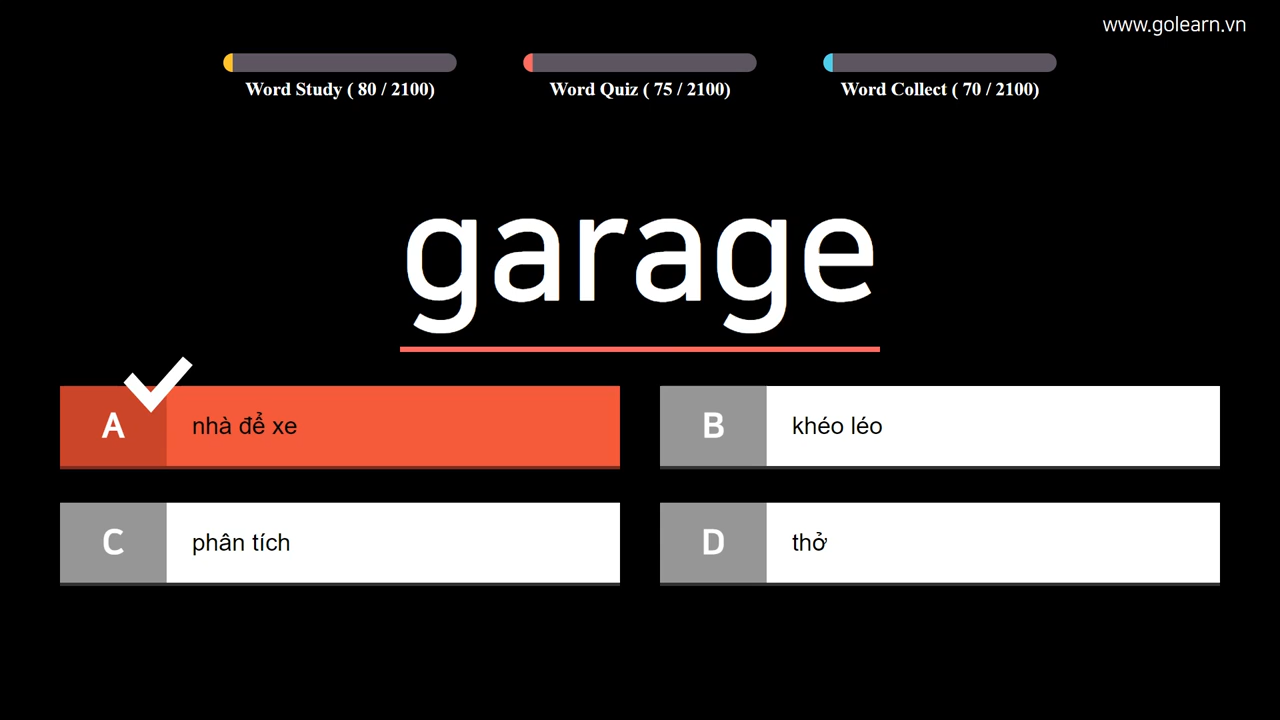 www.golearn.vn
Word Study ( 80 / 2100)
Word Quiz ( 75 / 2100)
Word Collect ( 70 / 2100)
garage
A nhà để xe
B khéo léo
C phân tích
D thở